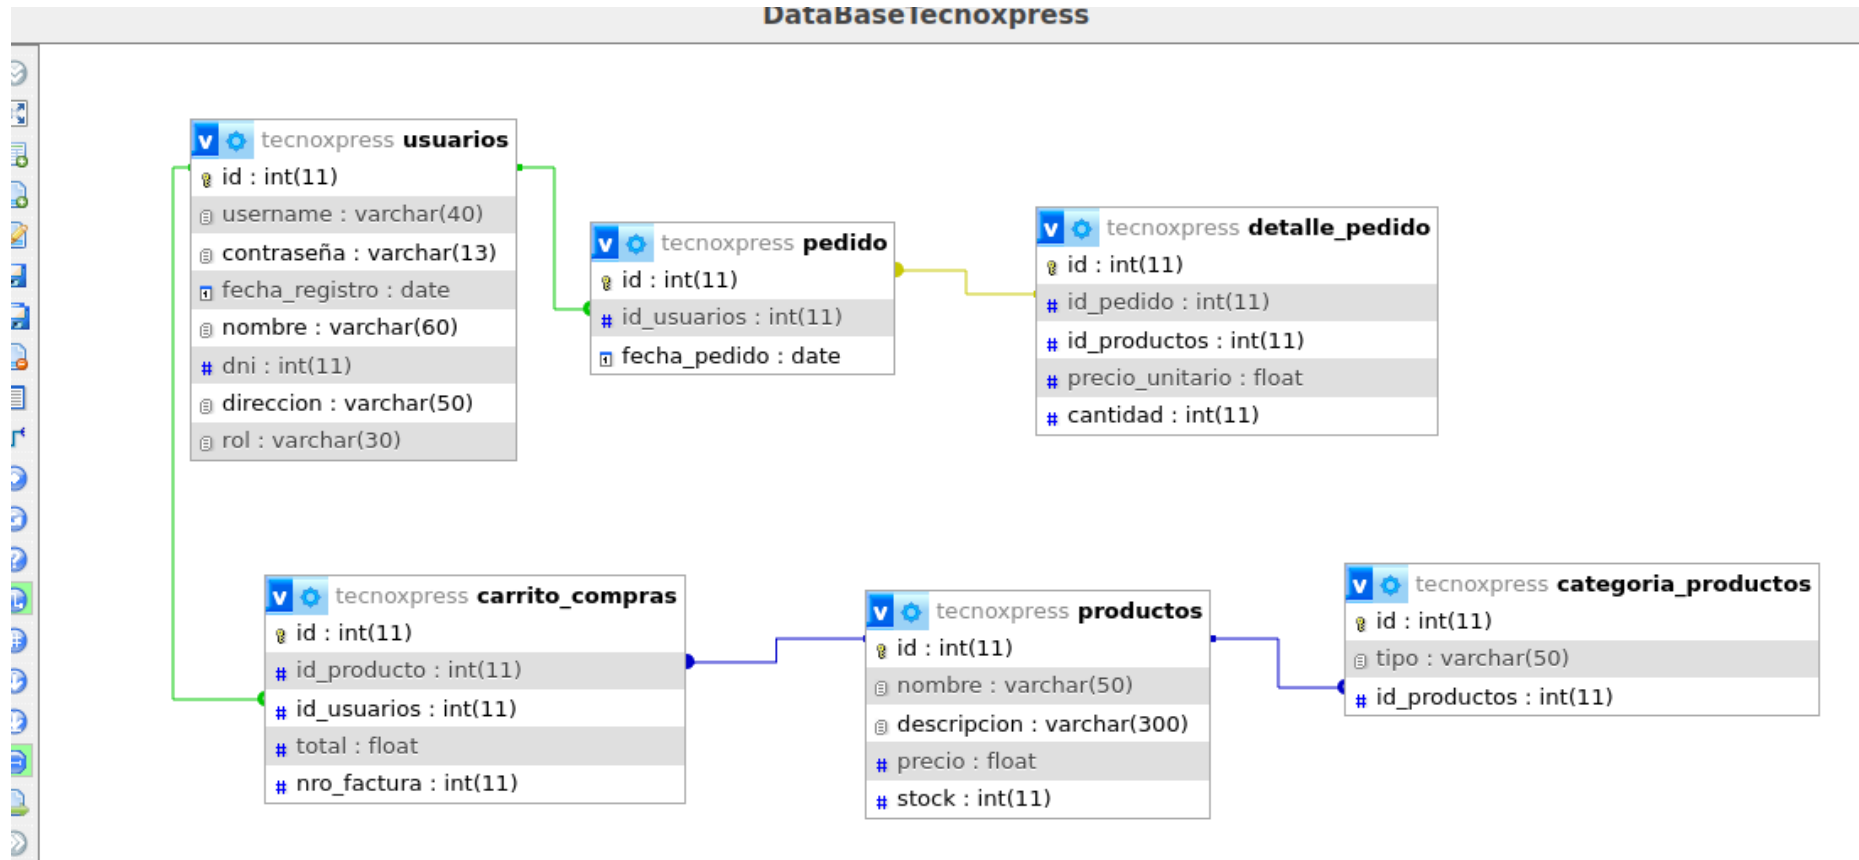 DataBaseTecnoxpress
v tecnoxpress usuarios
id : int(11)
username : varchar(40)
contraseña : varchar(13)
fecha_registro : date
nombre : varchar(60)
# dni : int(11)
direccion : varchar(50)
rol : varchar(30)
v tecnoxpress pedido
id : int(11)
# id_usuarios : int(11)
fecha_pedido : date
v tecnoxpress detalle_pedido
id : int(11)
# id_pedido : int(11)
# id_productos : int(11)
# precio_unitario : float
# cantidad : int(11)
v tecnoxpress carrito_compras
id : int(11)
# id_producto : int(11)
# id_usuarios : int(11)
# total : float
# nro_factura : int(11)
v tecnoxpress productos
id : int(11)
nombre : varchar(50)
descripcion : varchar(300)
# precio : float
# stock : int(11)
v tecnoxpress categoria_productos
id : int(11)
tipo : varchar(50)
# id_productos : int(11)